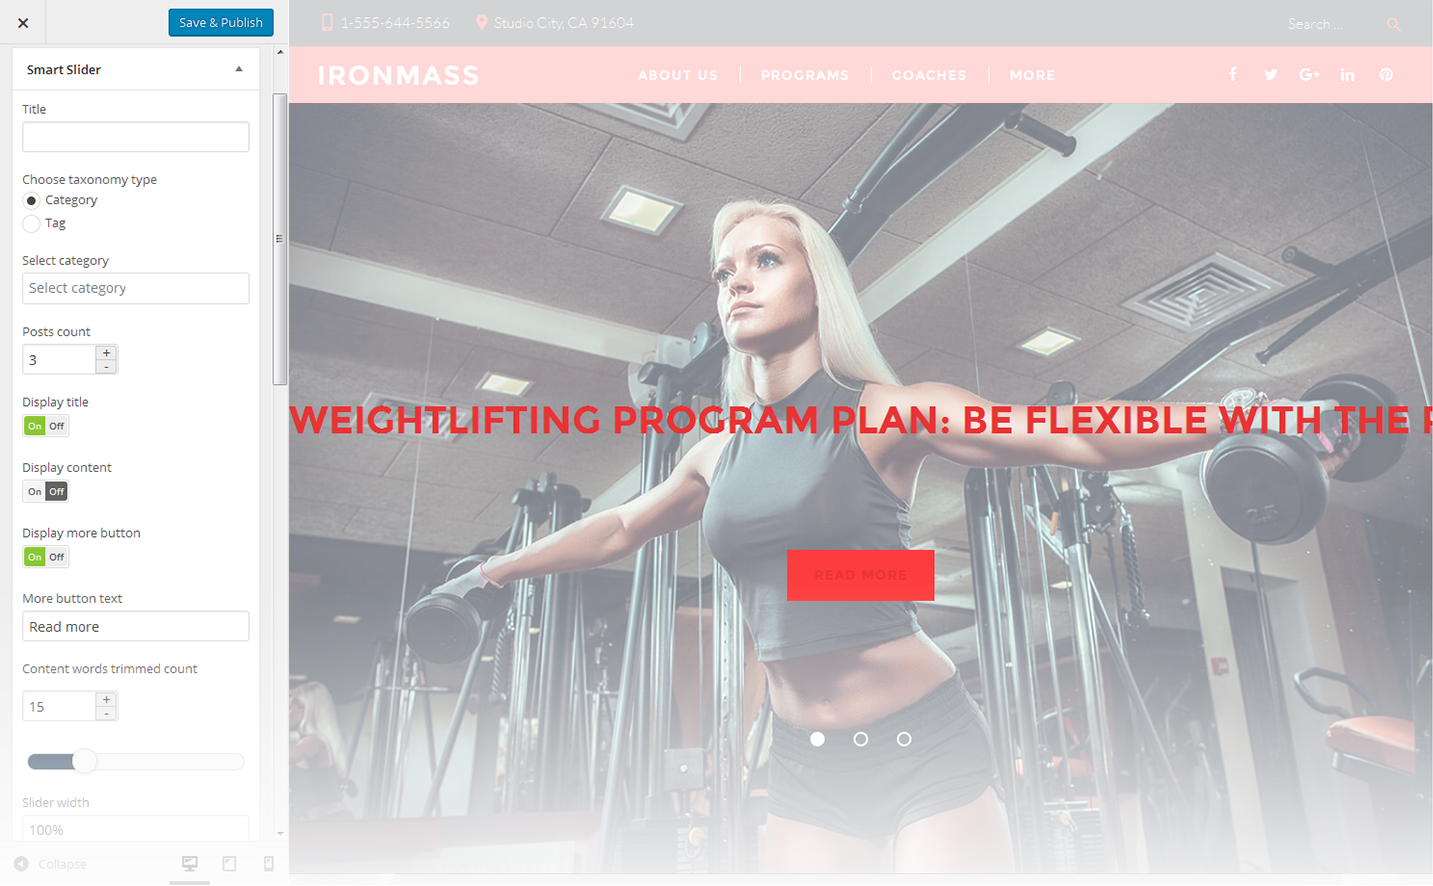 Save & Publish
Smart Slider
Title
Choose taxonomy type
Category
Tag
Select category
Select category
Posts count
3
+
-
Display title
On Off
Display content
On Off
Display more button
On Off
More button text
Read more
Content words trimmed count
15
+
-
Slider width
100%
Collapse
1-555-644-5566
Studio City, CA 91604
Search ...
IRONMASS
ABOUT US
PROGRAMS
COACHES
MORE
WEIGHTLIFTING PROGRAM PLAN: BE FLEXIBLE WITH THE
READ MORE